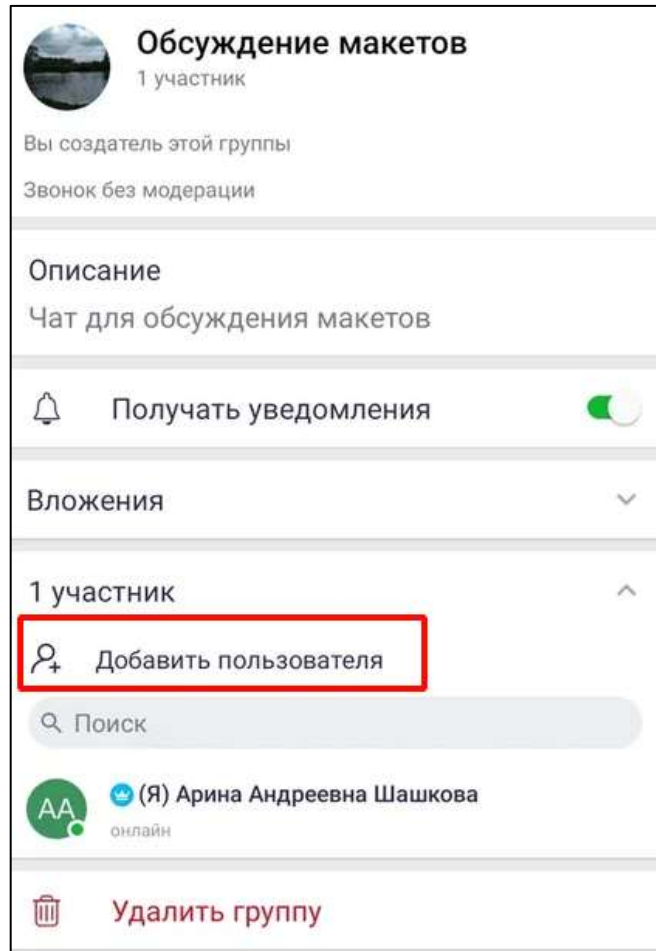 Обсуждение макетов
1 участник
Вы создатель этой группы
Звонок без модерации
Описание
Чат для обсуждения макетов
Получать уведомления
Вложения
1 участник
Добавить пользователя
Поиск
АА (Я) Арина Андреевна Шашкова
онлайн
Удалить группу